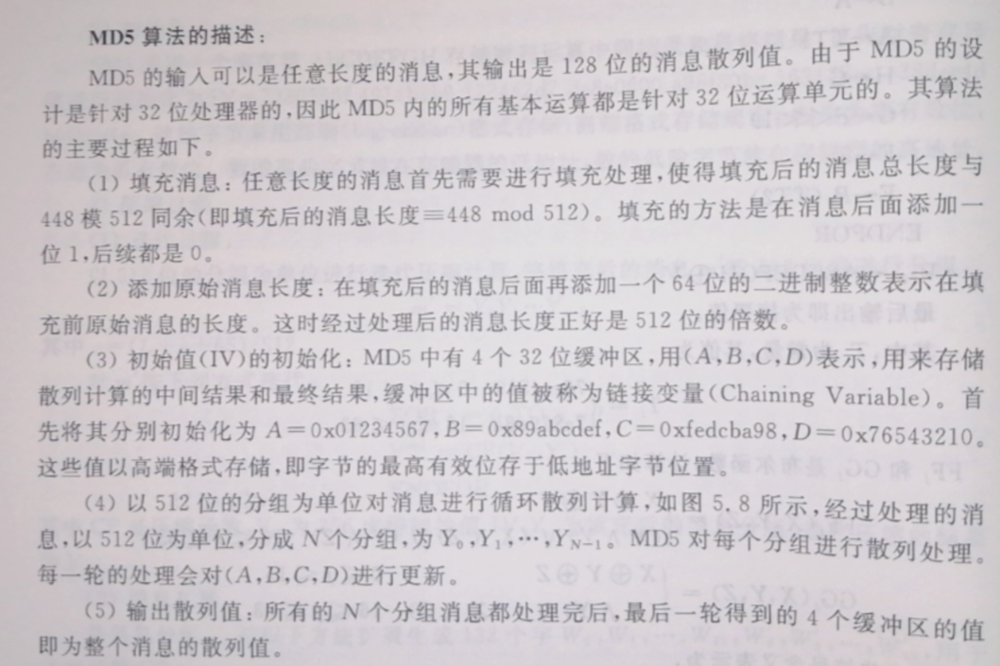 MD5 算法的描述：
MD5 的输入可以是任意长度的消息,其输出是 128 位的消息散列值。由于 MD5 的设
计是针对 32 位处理器的,因此 MD5 内的所有基本运算都是针对 32 位运算单元的。其算法
的主要过程如下。
(1) 填充消息：任意长度的消息首先需要进行填充处理,使得填充后的消息总长度与
448 模 512 同余(即填充后的消息长度≡448 mod 512)。填充的方法是在消息后面添加一
位 1,后续都是 0。
(2) 添加原始消息长度：在填充后的消息后面再添加一个 64 位的二进制整数表示在填
充前原始消息的长度。这时经过处理后的消息长度正好是 512 位的倍数。
(3) 初始值(IV)的初始化：MD5 中有 4 个 32 位缓冲区,用(A,B,C,D)表示,用来存储
散列计算的中间结果和最终结果,缓冲区中的值被称为链接变量(Chaining Variable)。首
先将其分别初始化为 A=0x01234567,B=0x89abcdef,C=0xfedcba98,D=0x76543210。
这些值以高端格式存储,即字节的最高有效位存于低地址字节位置。
(4) 以 512 位的分组为单位对消息进行循环散列计算,如图 5.8 所示,经过处理的消
息,以 512 位为单位,分成 N 个分组,为 Y₀,Y₁,…,Y_N₋₁。MD5 对每个分组进行散列处理。
每一轮的处理会对(A,B,C,D)进行更新。
(5) 输出散列值：所有的 N 个分组消息都处理完后,最后一轮得到的 4 个缓冲区的值
即为整个消息的散列值。